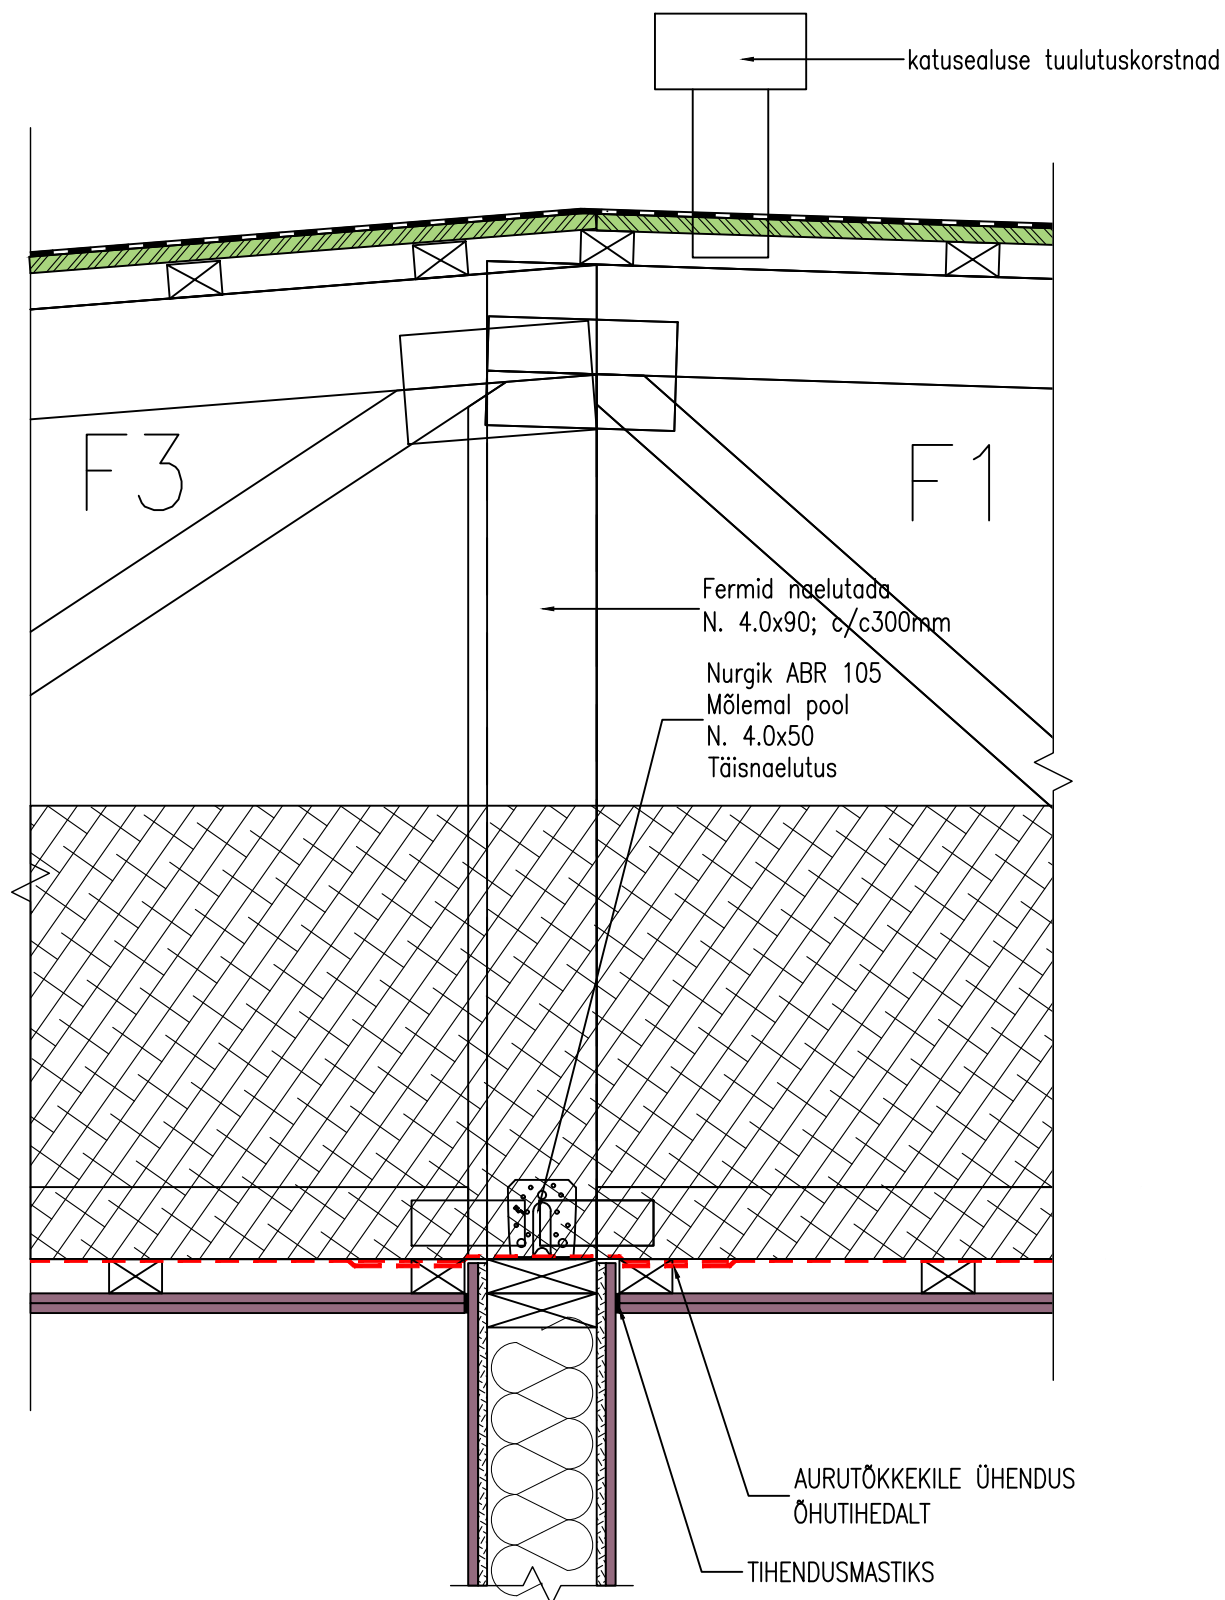 katusealuse tuulutuskorstnad
F3
F1
Fermid naelutada
N. 4.0x90; c/c300mm
Nurgik ABR 105
Mõlemal pool
N. 4.0x50
Täisnaelutus
AURUTÕKKEKILE ÜHENDUS
ÕHUTIHEDALT
TIHENDUSMASTIKS